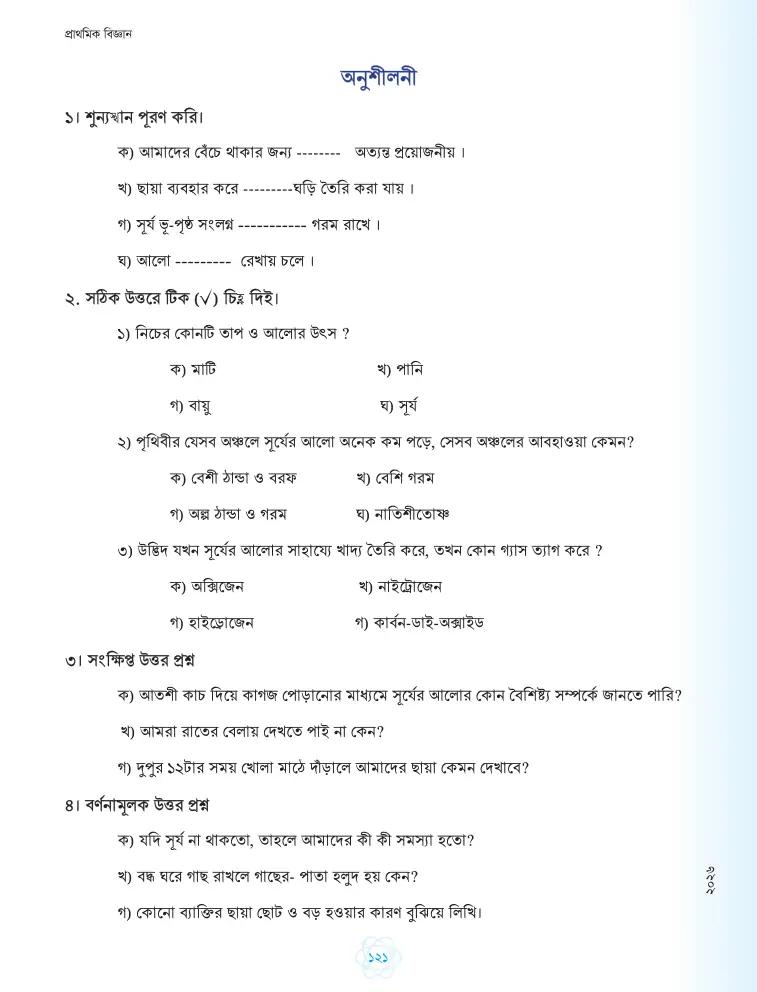 প্রাথমিক বিজ্ঞান
অনুশীলনী
১। শুন্যস্থান পূরণ করি।
ক) আমাদের বেঁচে থাকার জন্য -------- অত্যন্ত প্রয়োজনীয় ।
খ) ছায়া ব্যবহার করে ---------ঘড়ি তৈরি করা যায় ।
গ) সূর্য ভূ-পৃষ্ঠ সংলগ্ন ----------- গরম রাখে ।
ঘ) আলো --------- রেখায় চলে ।
২. সঠিক উত্তরে টিক (√) চিহ্ন দিই।
১) নিচের কোনটি তাপ ও আলোর উৎস ?
ক) মাটি খ) পানি
গ) বায়ু ঘ) সূর্য
২) পৃথিবীর যেসব অঞ্চলে সূর্যের আলো অনেক কম পড়ে, সেসব অঞ্চলের আবহাওয়া কেমন?
ক) বেশী ঠান্ডা ও বরফ খ) বেশি গরম
গ) অল্প ঠান্ডা ও গরম ঘ) নাতিশীতোষ্ণ
৩) উদ্ভিদ যখন সূর্যের আলোর সাহায্যে খাদ্য তৈরি করে, তখন কোন গ্যাস ত্যাগ করে ?
ক) অক্সিজেন খ) নাইট্রোজেন
গ) হাইড্রোজেন গ) কার্বন-ডাই-অক্সাইড
৩। সংক্ষিপ্ত উত্তর প্রশ্ন
ক) আতশী কাচ দিয়ে কাগজ পোড়ানোর মাধ্যমে সূর্যের আলোর কোন বৈশিষ্ট্য সম্পর্কে জানতে পারি?
খ) আমরা রাতের বেলায় দেখতে পাই না কেন?
গ) দুপুর ১২টার সময় খোলা মাঠে দাঁড়ালে আমাদের ছায়া কেমন দেখাবে?
৪। বর্ণনামূলক উত্তর প্রশ্ন
ক) যদি সূর্য না থাকতো, তাহলে আমাদের কী কী সমস্যা হতো?
খ) বদ্ধ ঘরে গাছ রাখলে গাছের- পাতা হলুদ হয় কেন?
গ) কোনো ব্যাক্তির ছায়া ছোট ও বড় হওয়ার কারণ বুঝিয়ে লিখি।
২০২৬
১২১